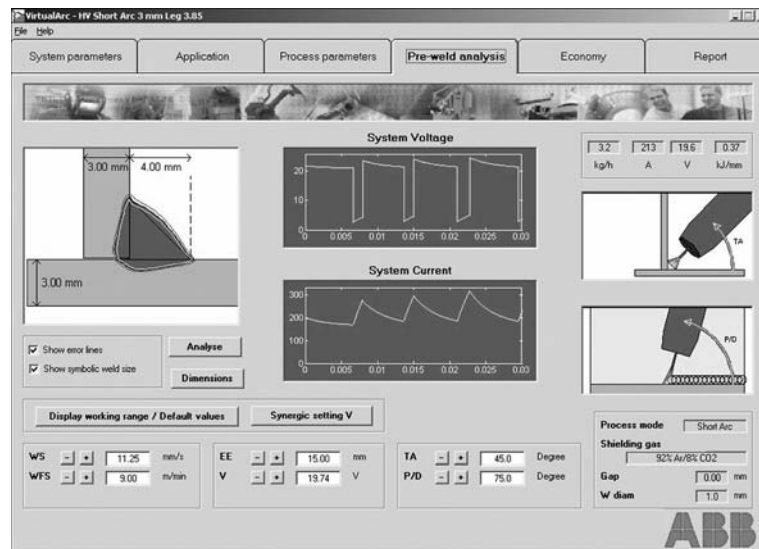 VirtualArc - HV Short Arc 3 mm Leg 3.85
File Help
System parameters
Application
Process parameters
Pre-weld analysis
Economy
Report
3.00 mm
4.00 mm
3.00 mm
Show error lines
Show symbolic weld size
Analyse
Dimensions
System Voltage
20
10
0
0 0.005 0.01 0.015 0.02 0.025 0.03
System Current
300
200
100
0
0 0.005 0.01 0.015 0.02 0.025 0.03
3.2 213 19.6 0.37
kg/h A V kJ/mm
TA
P/D
Display working range / Default values
Synergic setting V
WS - + 11.25 mm/s
WFS - + 9.00 m/min
EE - + 15.00 mm
V - + 19.74 V
TA - + 45.0 Degree
P/D - + 75.0 Degree
Process mode Short Arc
Shielding gas
92% Ar/8% CO2
Gap 0.00 mm
W diam 1.0 mm
ABB